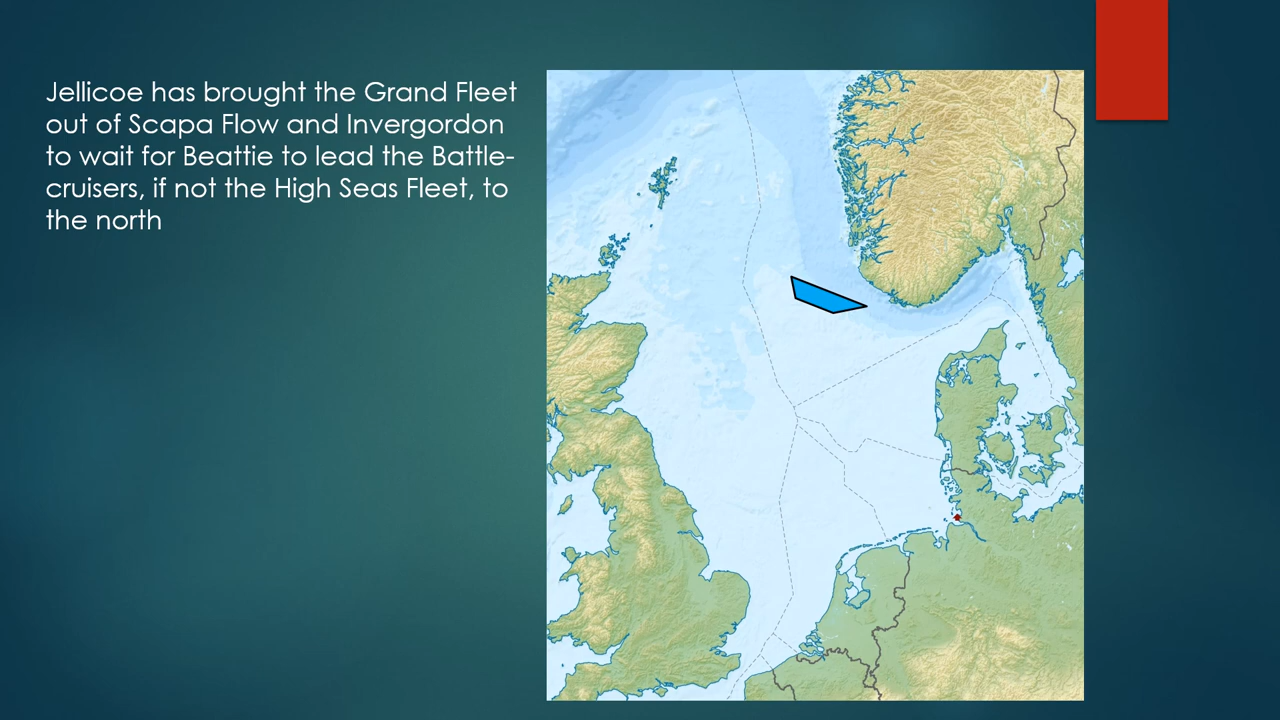 Jellicoe has brought the Grand Fleet
out of Scapa Flow and Invergordon
to wait for Beattie to lead the Battle-
cruisers, if not the High Seas Fleet, to
the north